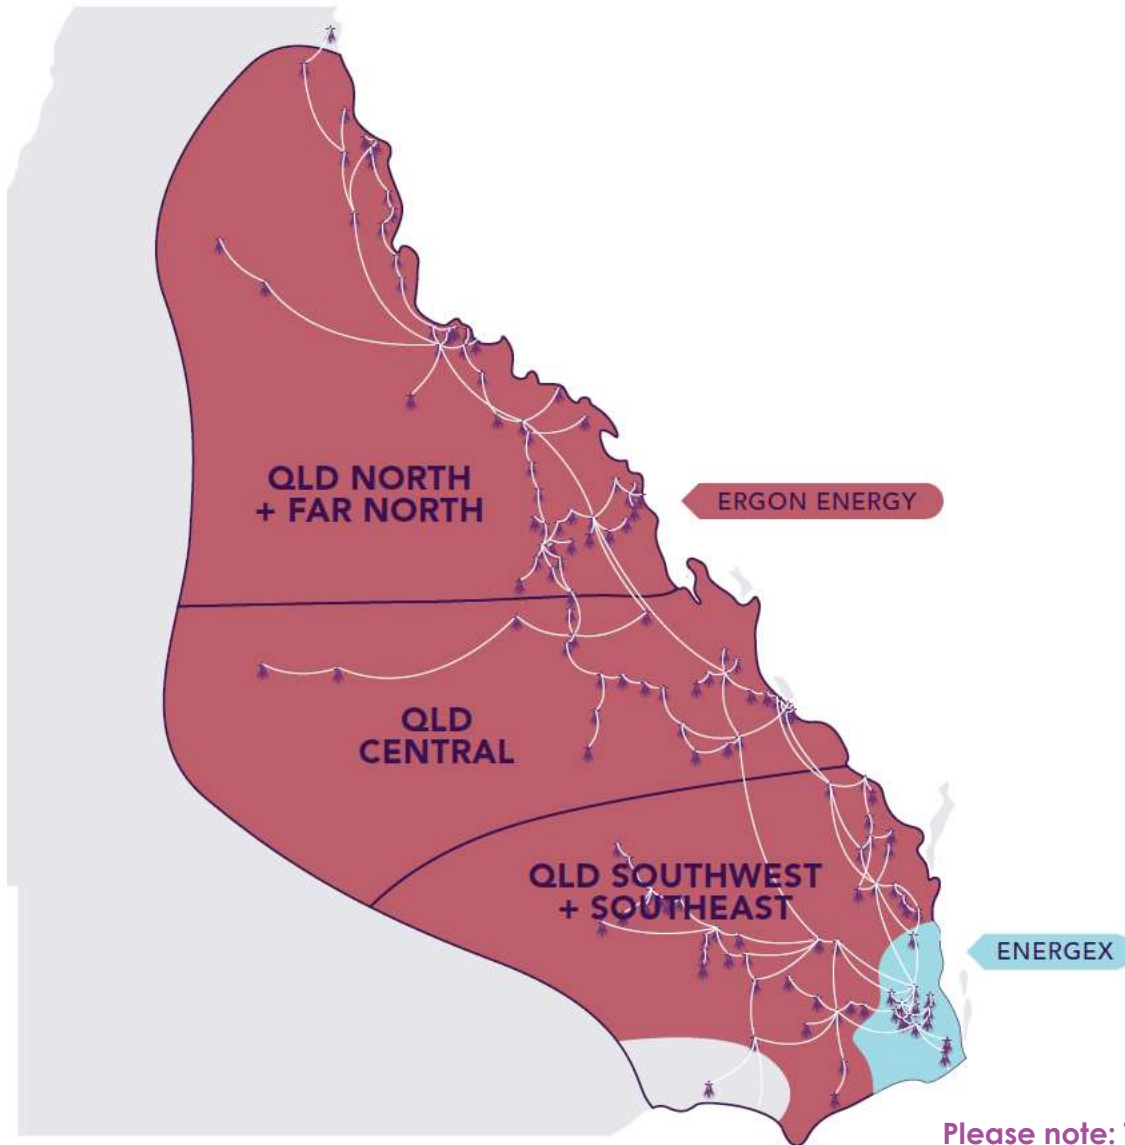 QLD NORTH
+ FAR NORTH
ERGON ENERGY
QLD
CENTRAL
QLD SOUTHWEST
+ SOUTHEAST
ENERGEX
Please note: